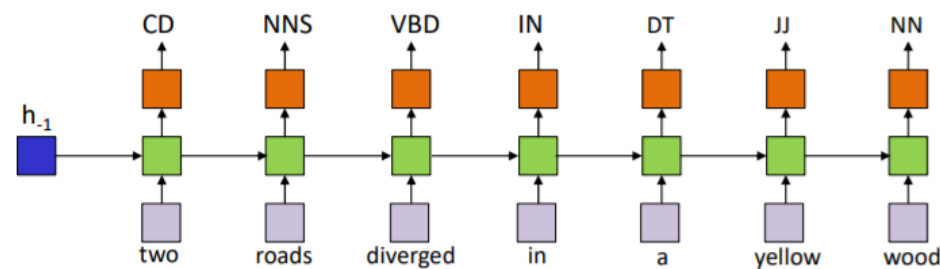 CD NNS VBD IN DT JJ NN
h-1
two roads diverged in a yellow wood